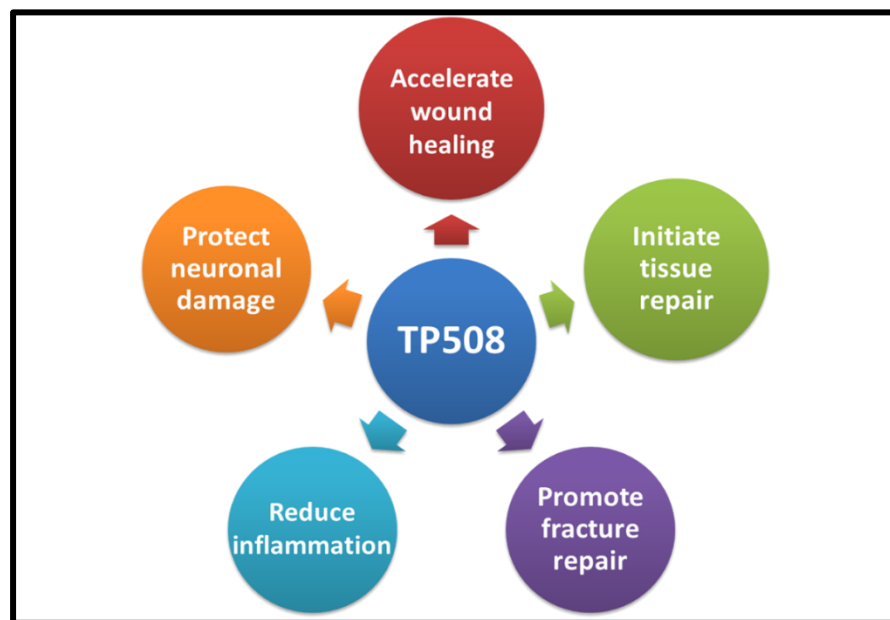 Accelerate
wound
healing
Protect
neuronal
damage
Initiate
tissue
repair
TP508
Reduce
inflammation
Promote
fracture
repair